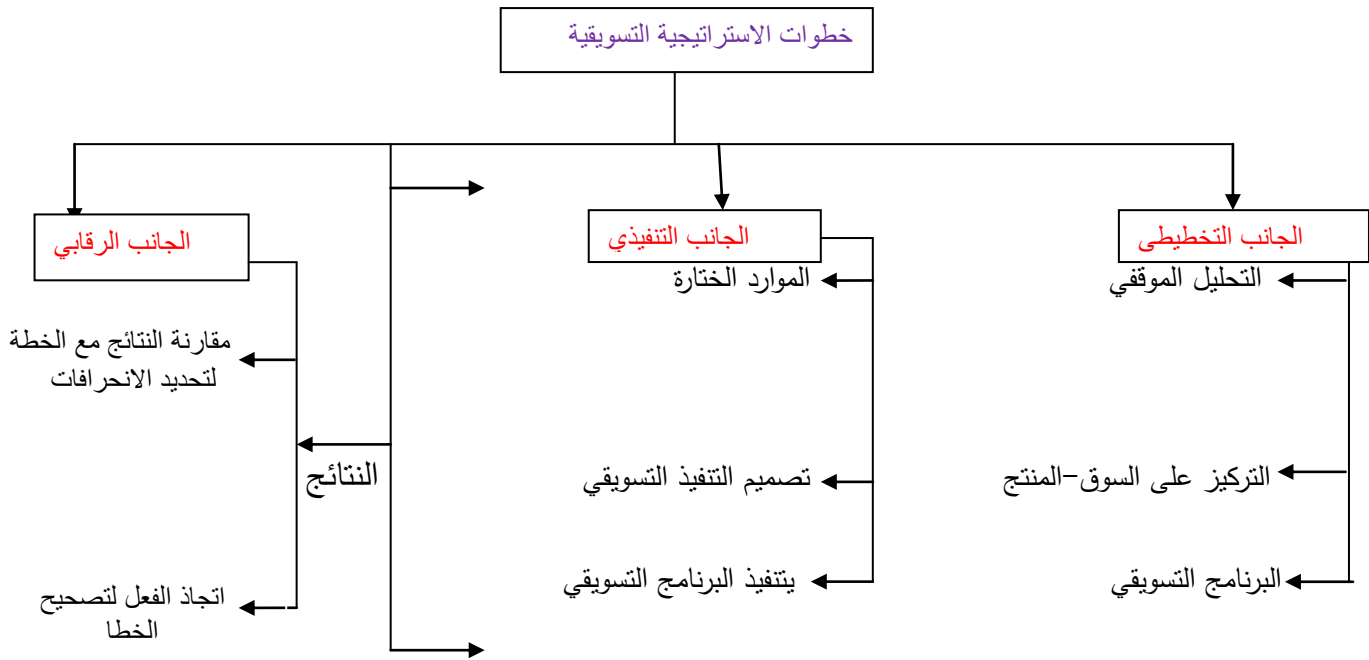 خطوات الاستراتيجية التسويقية
الجانب التخطيطى
الجانب التنفيذي
الجانب الرقابي
التحليل الموقفي
التركيز على السوق-المنتج
البرنامج التسويقي
الموارد الختارة
تصميم التنفيذ التسويقي
يتنفيذ البرنامج التسويقي
النتائج
مقارنة النتائج مع الخطة
لتحديد الانحرافات
اتجاذ الفعل لتصحيح
الخطا